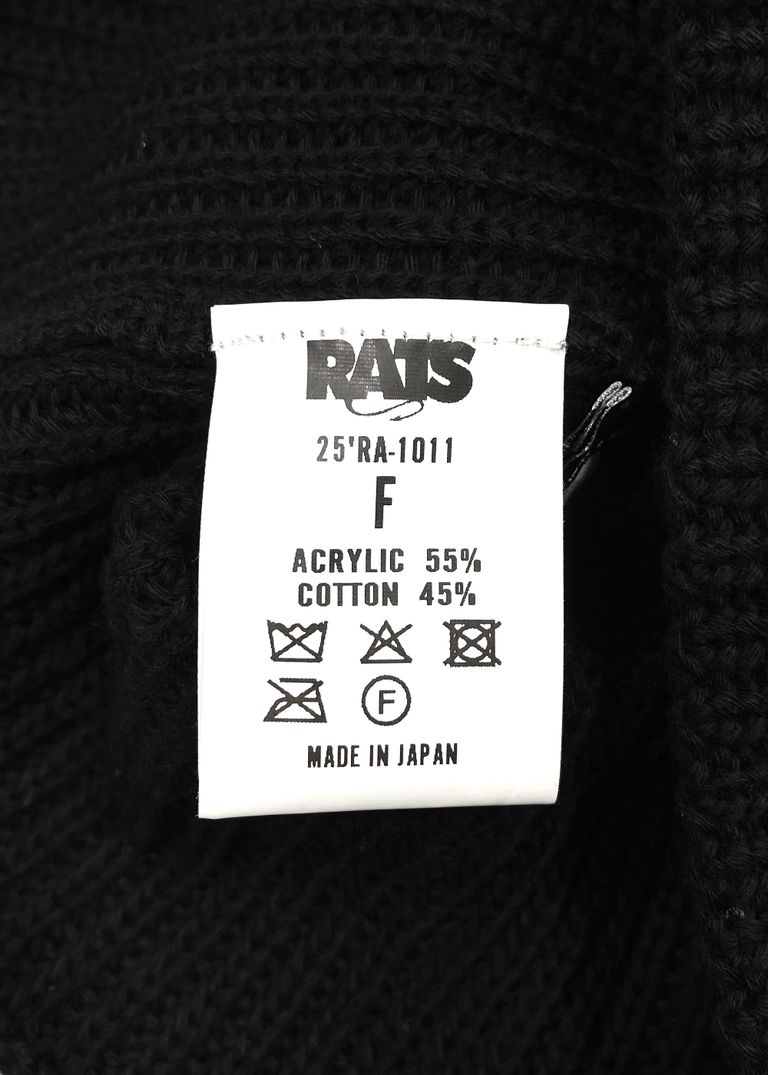 RATS
25'RA-1011
F
ACRYLIC 55%
COTTON 45%
F
MADE IN JAPAN